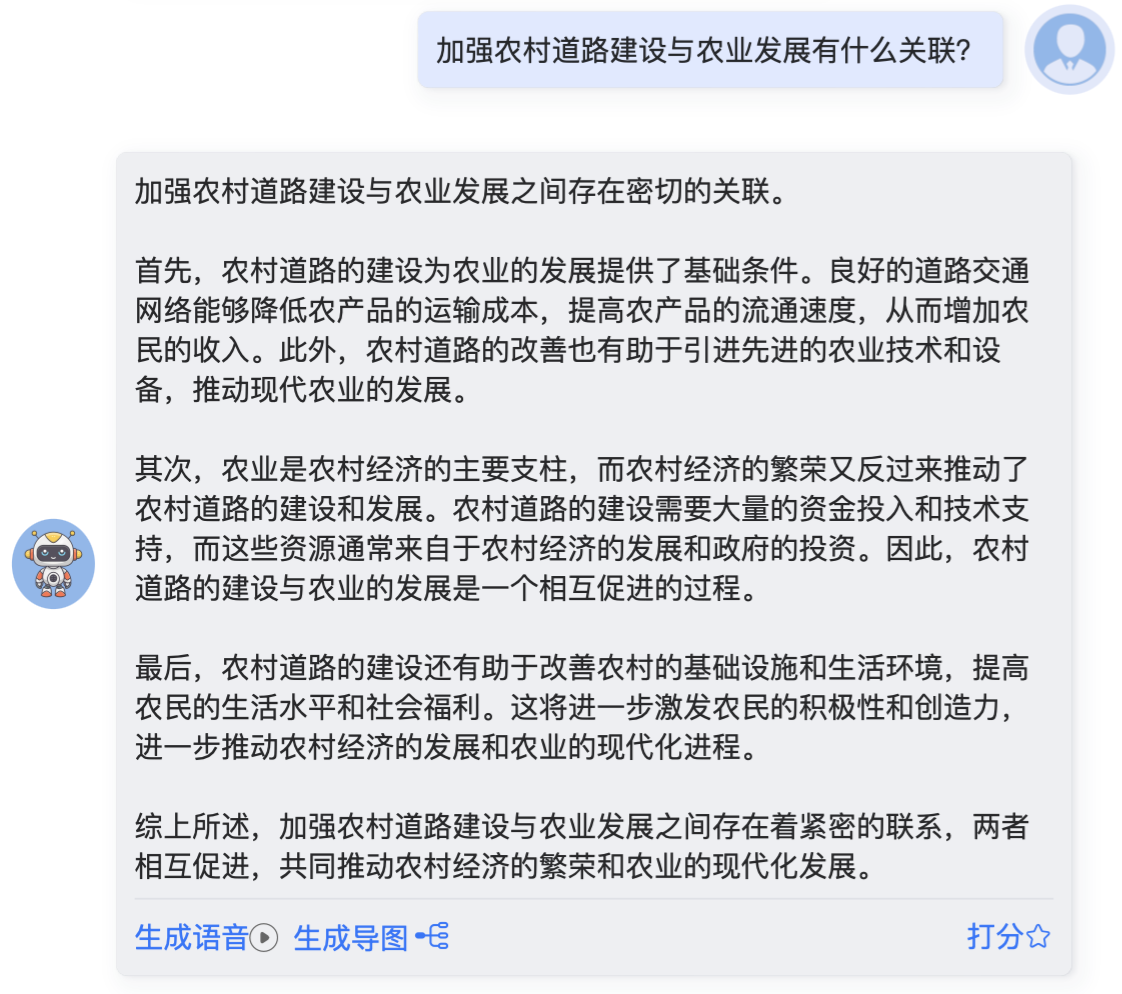 加强农村道路建设与农业发展有什么关联?
加强农村道路建设与农业发展之间存在密切的关联。
首先，农村道路的建设为农业的发展提供了基础条件。良好的道路交通
网络能够降低农产品的运输成本，提高农产品的流通速度，从而增加农
民的收入。此外，农村道路的改善也有助于引进先进的农业技术和设
备，推动现代农业的发展。
其次，农业是农村经济的主要支柱，而农村经济的繁荣又反过来推动了
农村道路的建设和发展。农村道路的建设需要大量的资金投入和技术支
持，而这些资源通常来自于农村经济的发展和政府的投资。因此，农村
道路的建设与农业的发展是一个相互促进的过程。
最后，农村道路的建设还有助于改善农村的基础设施和生活环境，提高
农民的生活水平和社会福利。这将进一步激发农民的积极性和创造力，
进一步推动农村经济的发展和农业的现代化进程。
综上所述，加强农村道路建设与农业发展之间存在着紧密的联系，两者
相互促进，共同推动农村经济的繁荣和农业的现代化发展。
生成语音 生成导图 打分